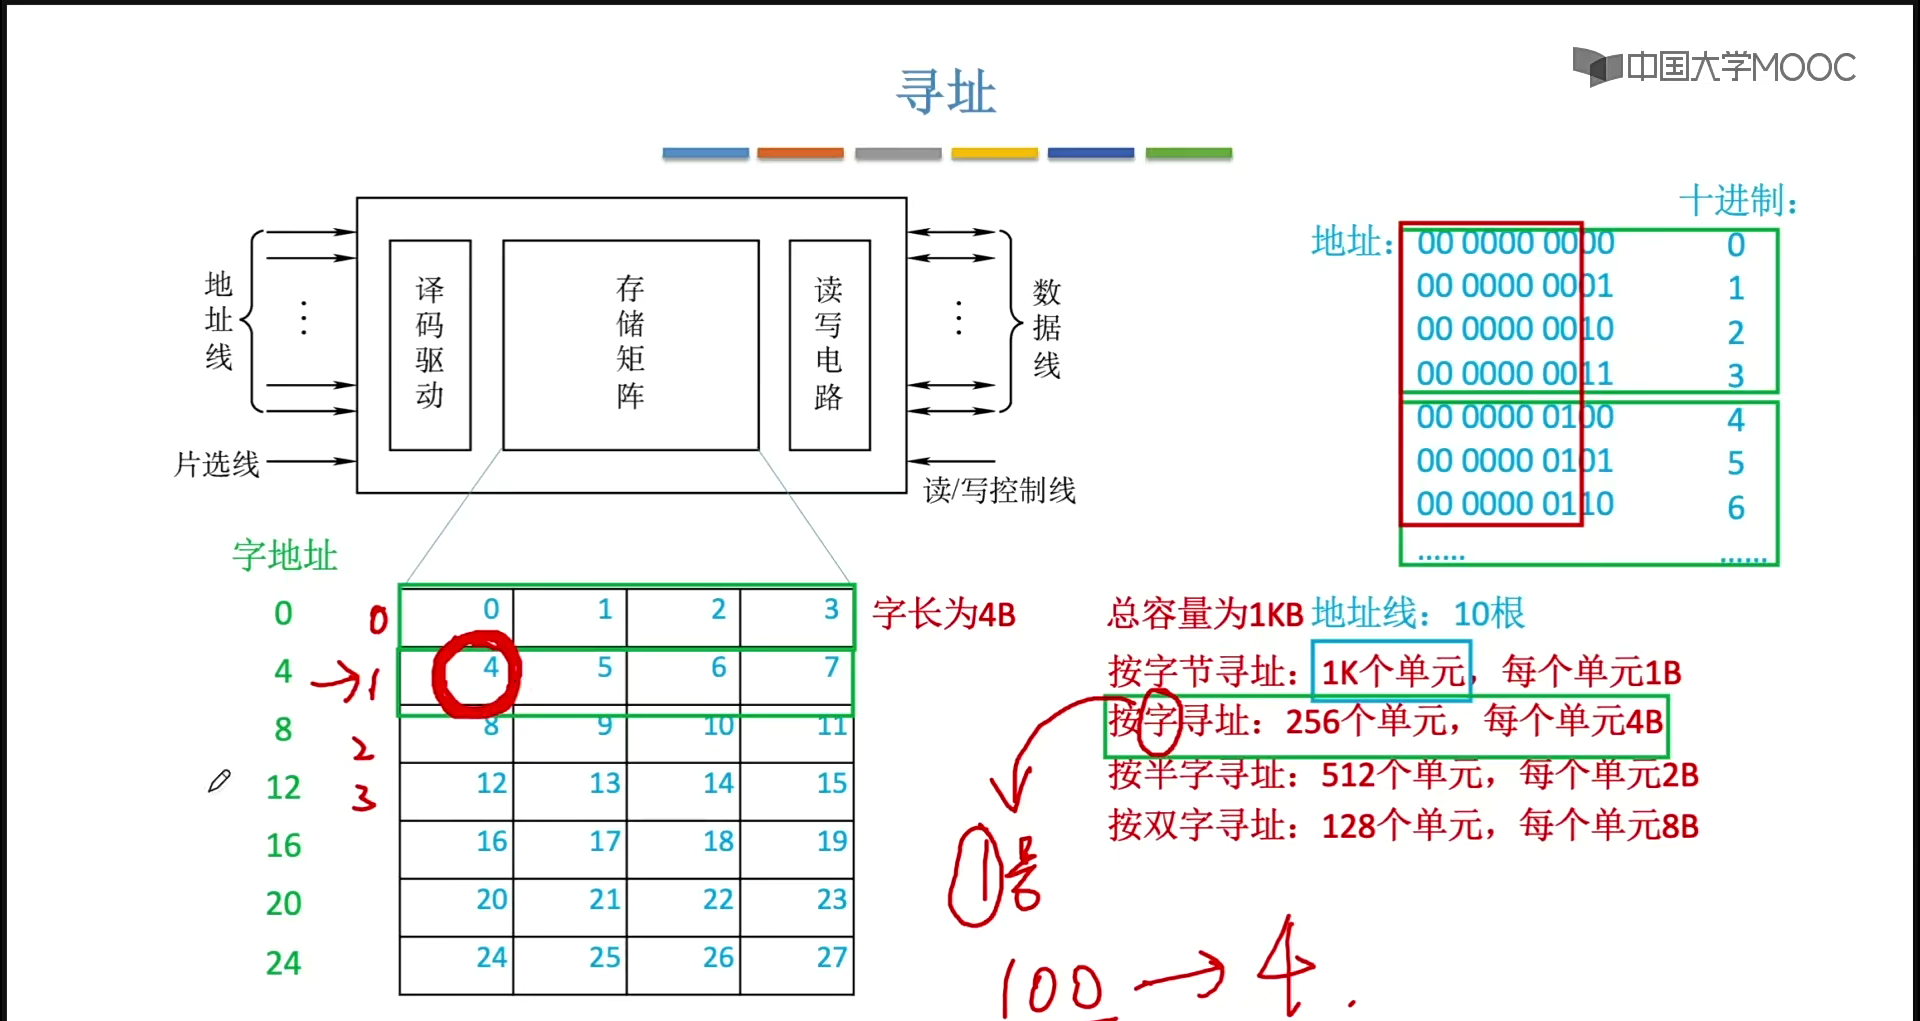 中国大学MOOC
寻址
地址线
译码驱动
存储矩阵
读写电路
数据线
片选线
读/写控制线
十进制：
地址：
00 0000 0000 0
00 0000 0001 1
00 0000 0010 2
00 0000 0011 3
00 0000 0100 4
00 0000 0101 5
00 0000 0110 6
...... ......
字地址
0 0 0 1 2 3 字长为4B
4 →1 4 5 6 7
8 2 8 9 10 11
12 3 12 13 14 15
16 16 17 18 19
20 20 21 22 23
24 24 25 26 27
总容量为1KB 地址线：10根
按字节寻址：1K个单元，每个单元1B
按字寻址：256个单元，每个单元4B
按半字寻址：512个单元，每个单元2B
按双字寻址：128个单元，每个单元8B
1号
100 → 4.